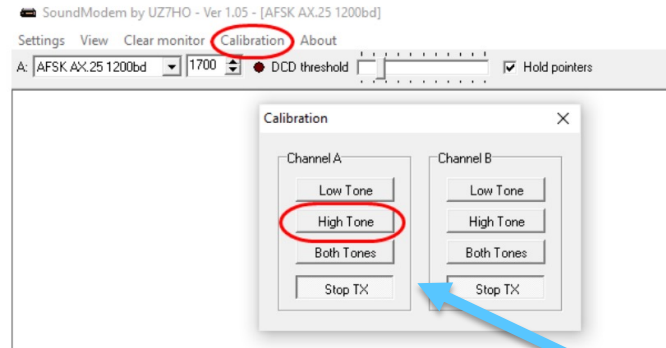 SoundModem by UZ7HO - Ver 1.05 - [AFSK AX.25 1200bd]
Settings View Clear monitor Calibration About
A: AFSK AX.25 1200bd 1700 DCD threshold Hold pointers
Calibration
Channel A Channel B
Low Tone Low Tone
High Tone High Tone
Both Tones Both Tones
Stop TX Stop TX